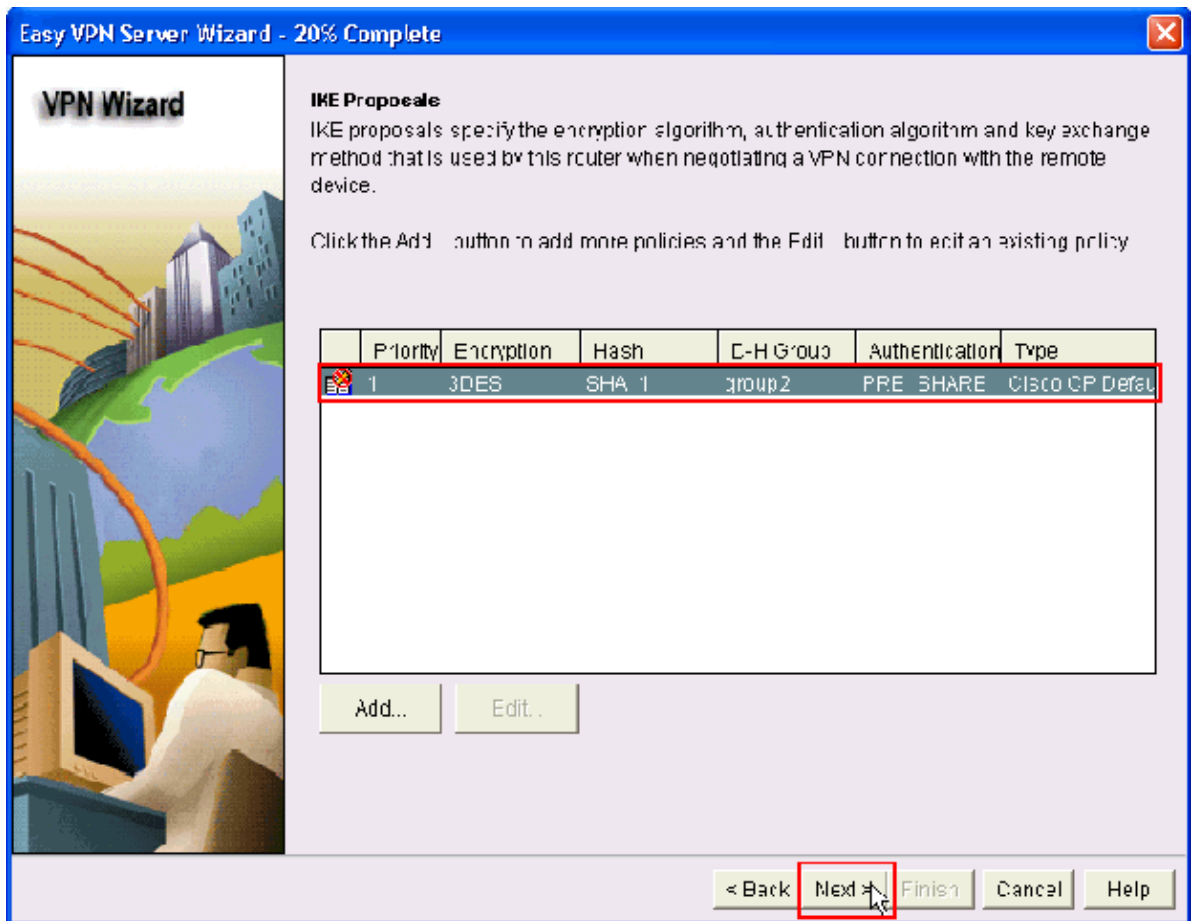 Easy VPN Server Wizard - 20% Complete
VPN Wizard
IKE Proposals
IKE proposals specify the encryption algorithm, authentication algorithm and key exchange
method that is used by this router when negotiating a VPN connection with the remote
device.
Click the Add... button to add more policies and the Edit... button to edit an existing policy.
Priority Encryption Hash D-H Group Authentication Type
1 3DES SHA_1 group2 PRE_SHARE Cisco CP Defau
Add... Edit...
< Back Next > Finish Cancel Help